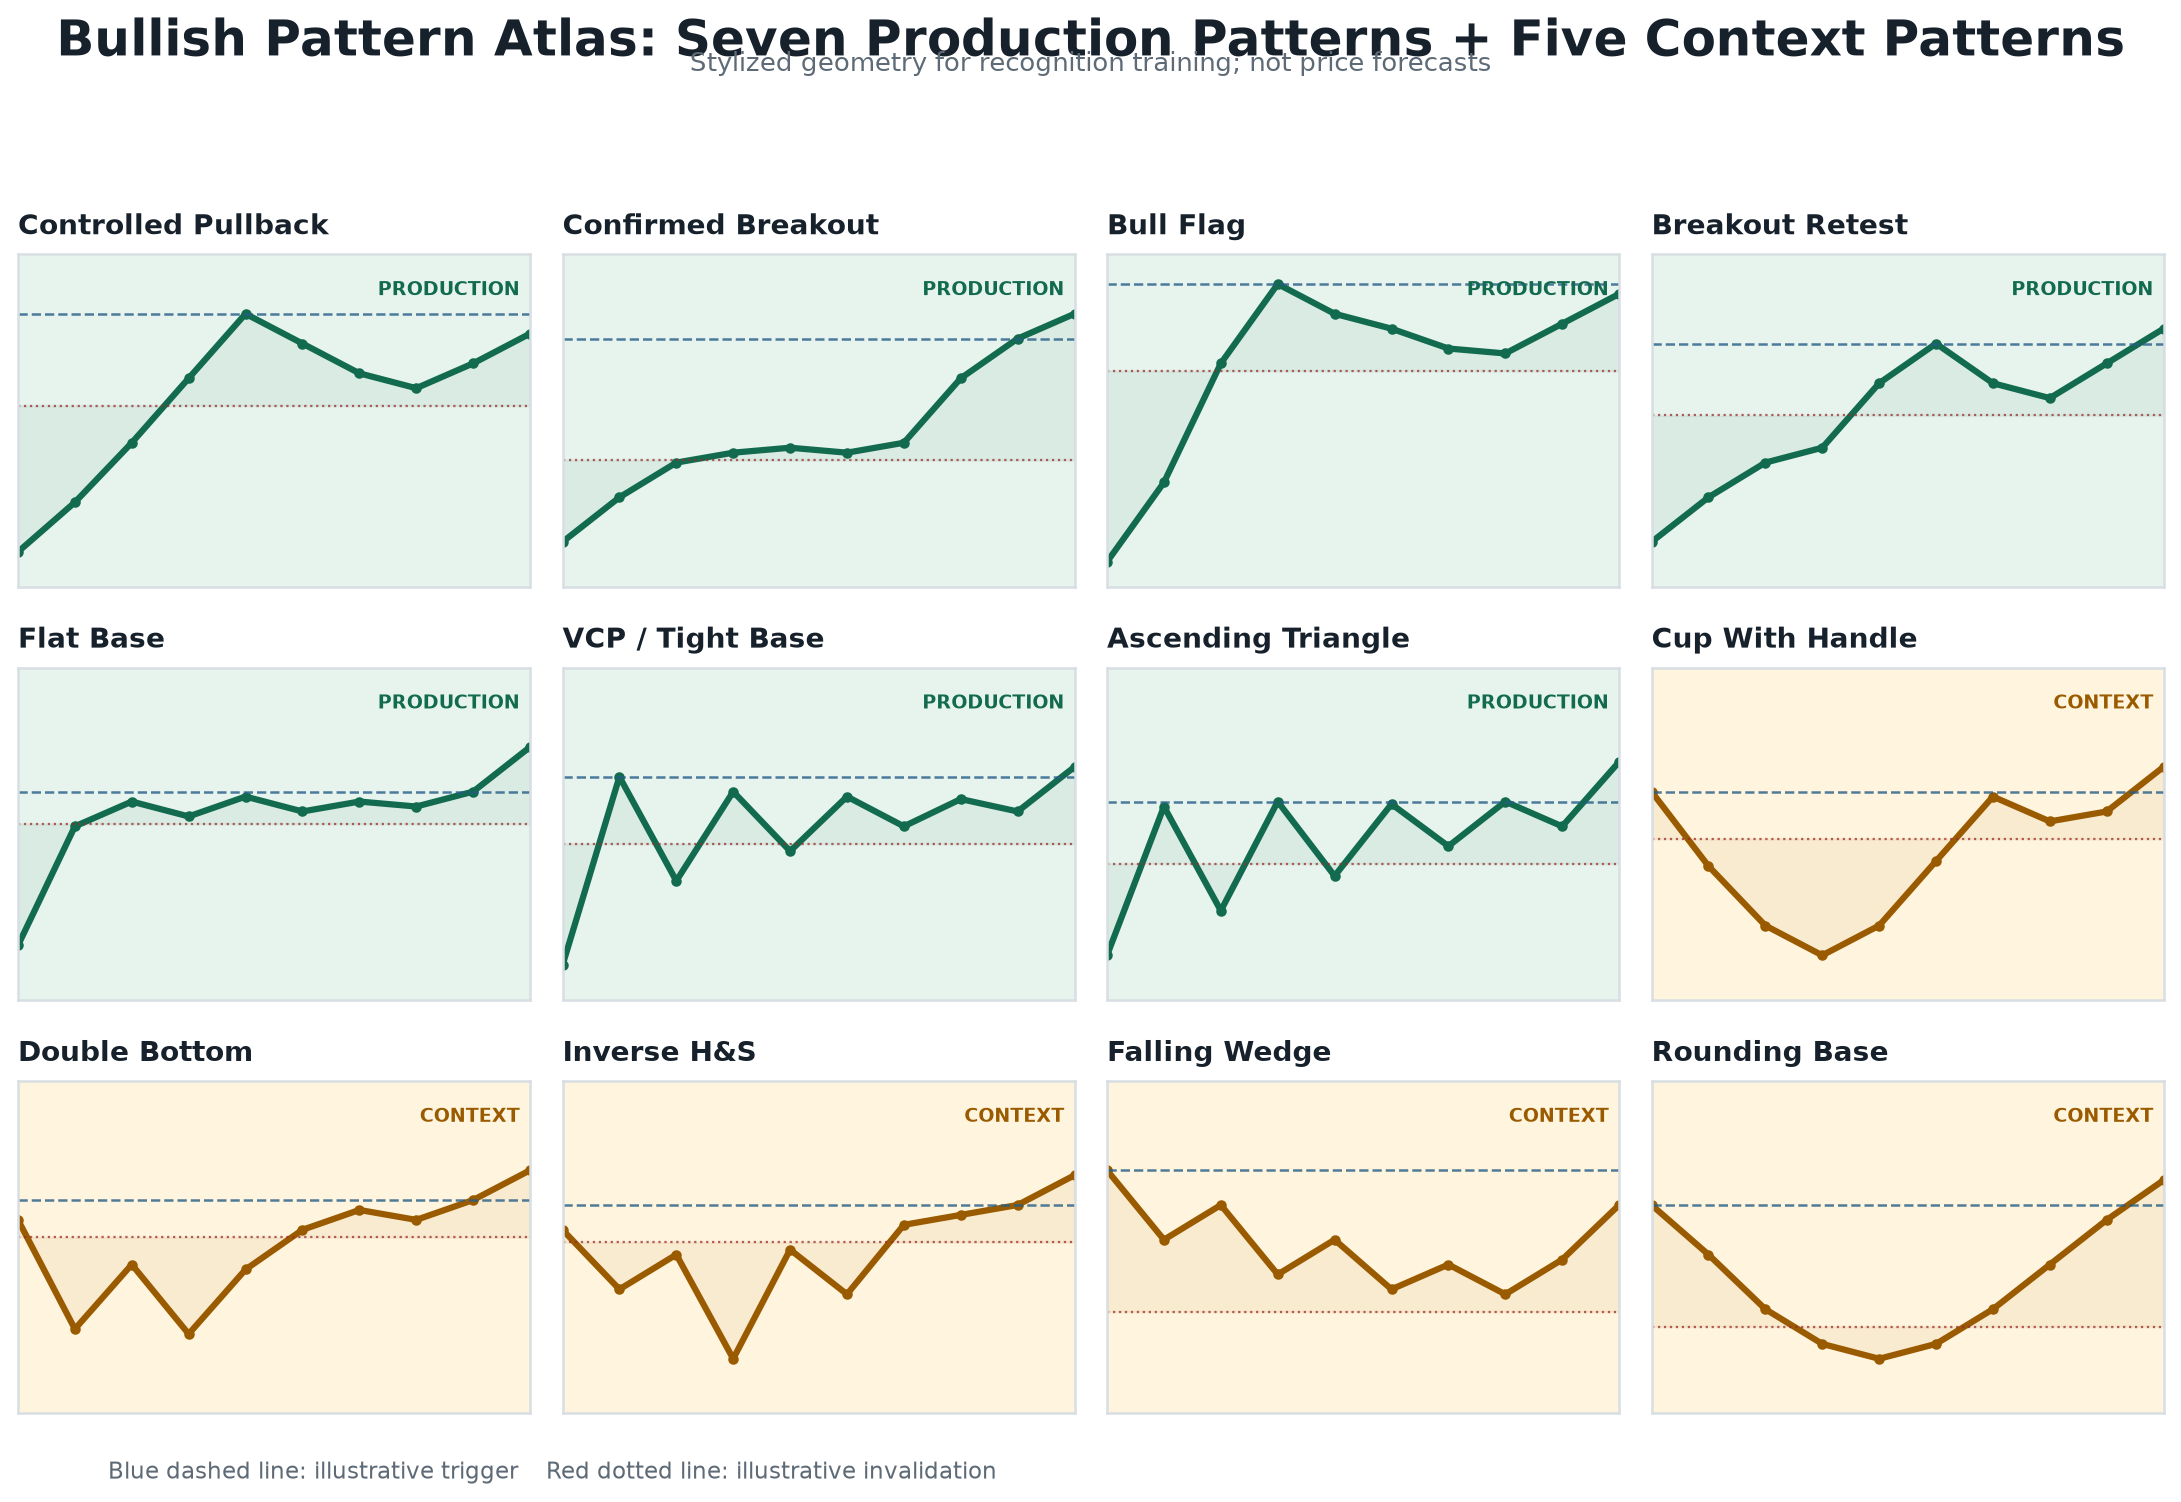 Bullish Pattern Atlas: Seven Production Patterns + Five Context Patterns
Stylized geometry for recognition training; not price forecasts
Controlled Pullback
PRODUCTION
Confirmed Breakout
PRODUCTION
Bull Flag
PRODUCTION
Breakout Retest
PRODUCTION
Flat Base
PRODUCTION
VCP / Tight Base
PRODUCTION
Ascending Triangle
PRODUCTION
Cup With Handle
CONTEXT
Double Bottom
CONTEXT
Inverse H&S
CONTEXT
Falling Wedge
CONTEXT
Rounding Base
CONTEXT
Blue dashed line: illustrative trigger
Red dotted line: illustrative invalidation